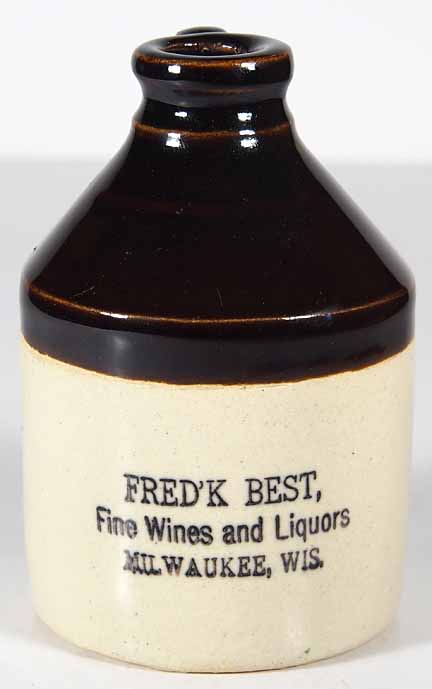 FRED'K BEST,
Fine Wines and Liquors
MILWAUKEE, WIS.